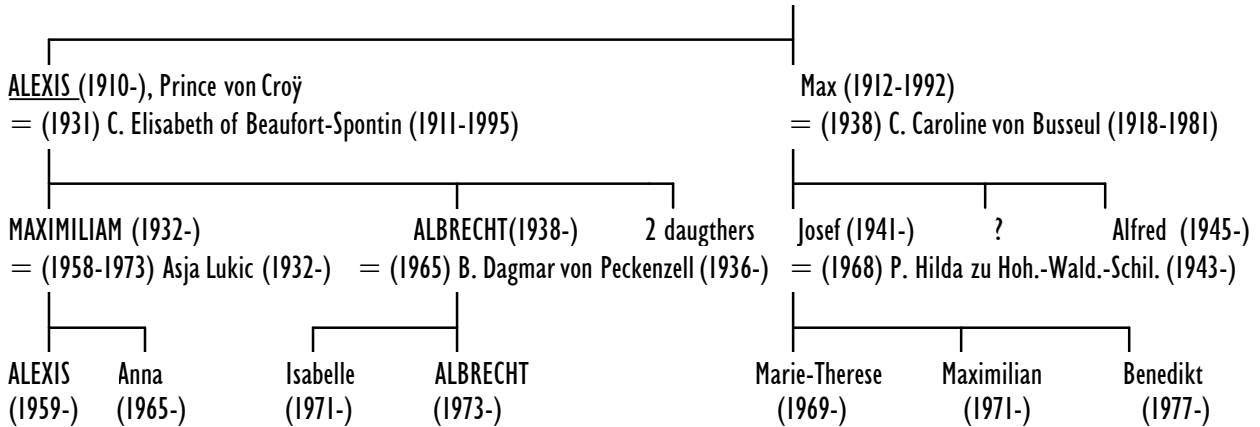 ALEXIS (1910-), Prince von Croÿ Max (1912-1992)
= (1931) C. Elisabeth of Beaufort-Spontin (1911-1995) = (1938) C. Caroline von Busseul (1918-1981)
MAXIMILIAM (1932-) ALBRECHT(1938-) 2 daugthers Josef (1941-) ? Alfred (1945-)
= (1958-1973) Asja Lukic (1932-) = (1965) B. Dagmar von Peckenzell (1936-) = (1968) P. Hilda zu Hoh.-Wald.-Schil. (1943-)
ALEXIS Anna Isabelle ALBRECHT Marie-Therese Maximilian Benedikt
(1959-) (1965-) (1971-) (1973-) (1969-) (1971-) (1977-)